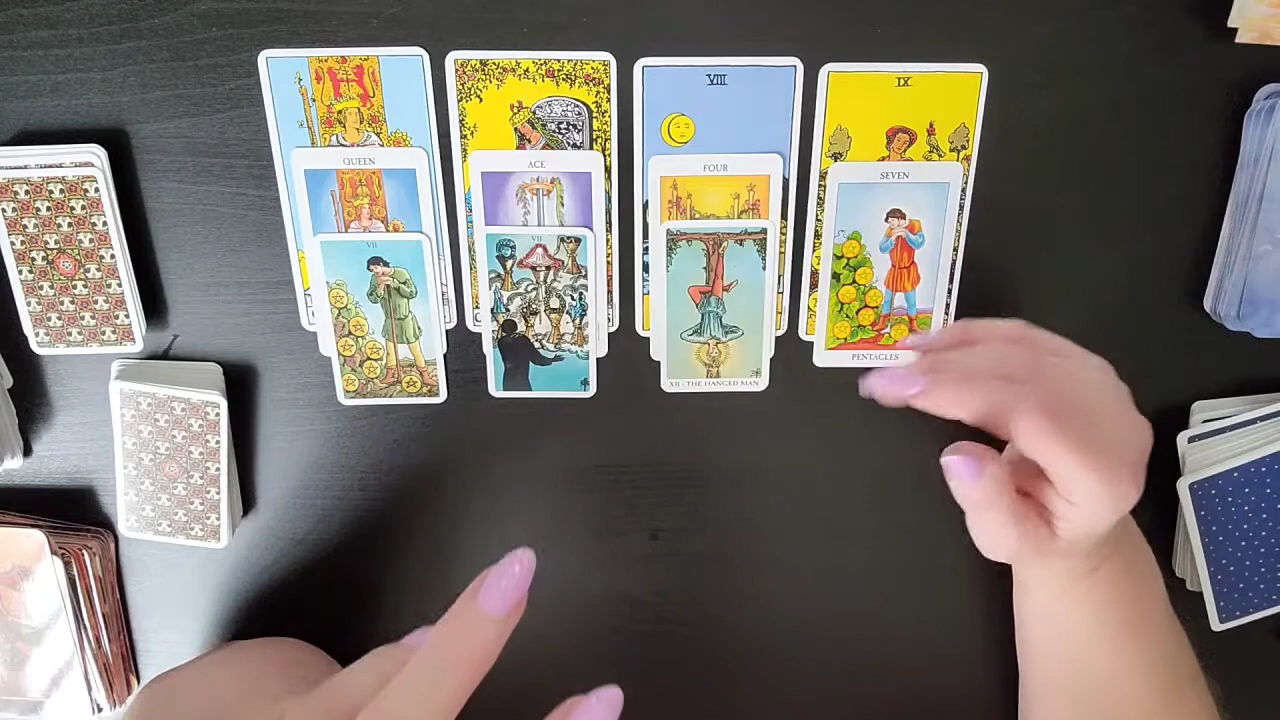 VIII
IX
QUEEN
ACE
FOUR
SEVEN
VII
VII
PENTACLES
XII - THE HANGED MAN